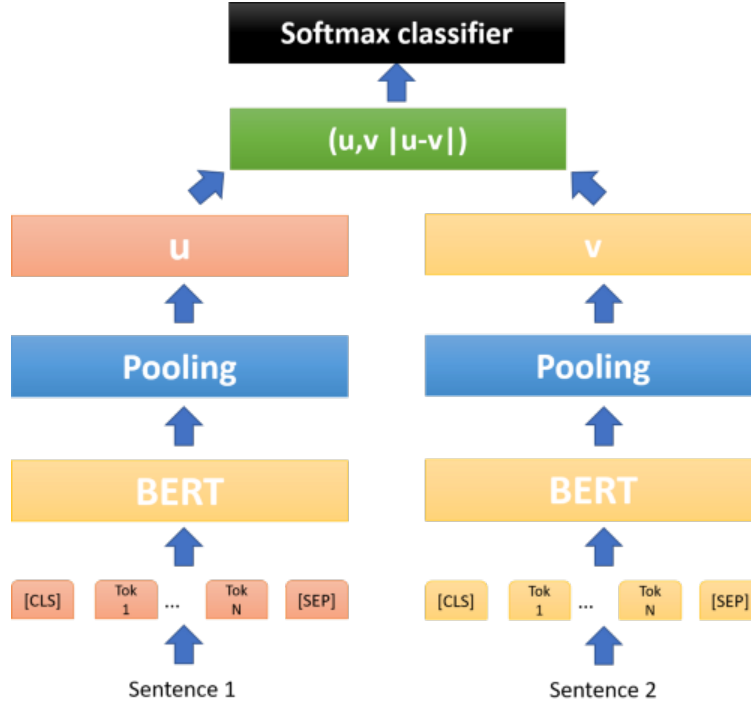 Softmax classifier
(u,v |u-v|)
u
v
Pooling
Pooling
BERT
BERT
[CLS]
Tok
1
...
Tok
N
[SEP]
[CLS]
Tok
1
...
Tok
N
[SEP]
Sentence 1
Sentence 2